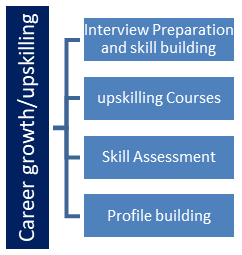 Career growth/upskilling
Interview Preparation
and skill building
upskilling Courses
Skill Assessment
Profile building